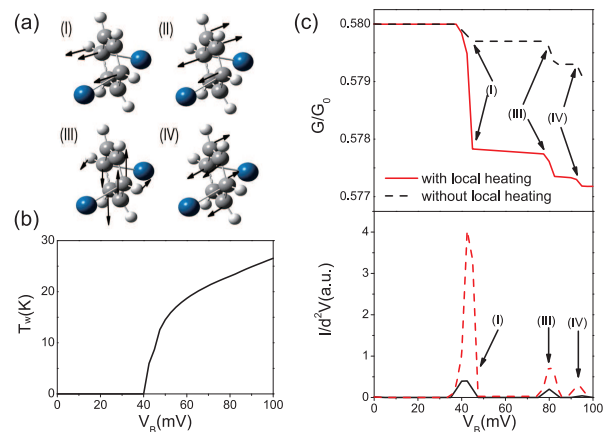 (a)
(I)
(II)
(III)
(IV)
(b)
30
20
10
0
T_w(K)
0 20 40 60 80 100
V_B(mV)
(c)
0.580
0.579
0.578
0.577
G/G_0
(I)
(III)
(IV)
with local heating
without local heating
4
3
2
1
0
I/d²V(a.u.)
(I)
(III)
(IV)
0 20 40 60 80 100
V_B(mV)